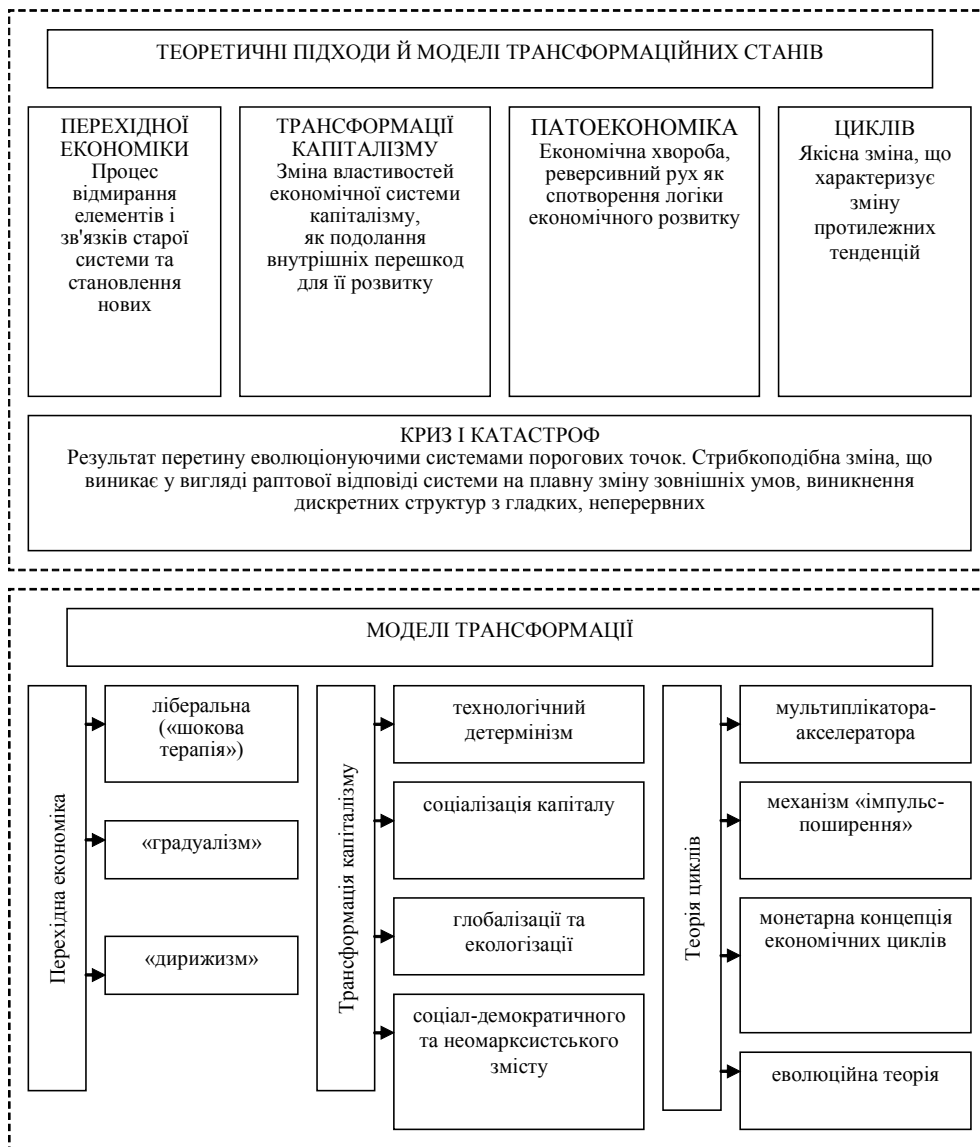 ТЕОРЕТИЧНІ ПІДХОДИ Й МОДЕЛІ ТРАНСФОРМАЦІЙНИХ СТАНІВ
ПЕРЕХІДНОЇ
ЕКОНОМІКИ
Процес
відмирання
елементів і
зв'язків старої
системи та
становлення
нових
ТРАНСФОРМАЦІЇ
КАПІТАЛІЗМУ
Зміна властивостей
економічної системи
капіталізму,
як подолання
внутрішніх перешкод
для її розвитку
ПАТОЕКОНОМІКА
Економічна хвороба,
реверсивний рух як
спотворення логіки
економічного розвитку
ЦИКЛІВ
Якісна зміна, що
характеризує
зміну
протилежних
тенденцій
КРИЗ І КАТАСТРОФ
Результат перетину еволюціонуючими системами порогових точок. Стрибкоподібна зміна, що
виникає у вигляді раптової відповіді системи на плавну зміну зовнішніх умов, виникнення
дискретних структур з гладких, неперервних
МОДЕЛІ ТРАНСФОРМАЦІЇ
Перехідна економіка
ліберальна
(«шокова
терапія»)
«градуалізм»
«дирижизм»
Трансформація капіталізму
технологічний
детермінізм
соціалізація капіталу
глобалізації та
екологізації
соціал-демократичного
та неомарксистського
змісту
Теорія циклів
мультиплікатора-
акселератора
механізм «імпульс-
поширення»
монетарна концепція
економічних циклів
еволюційна теорія